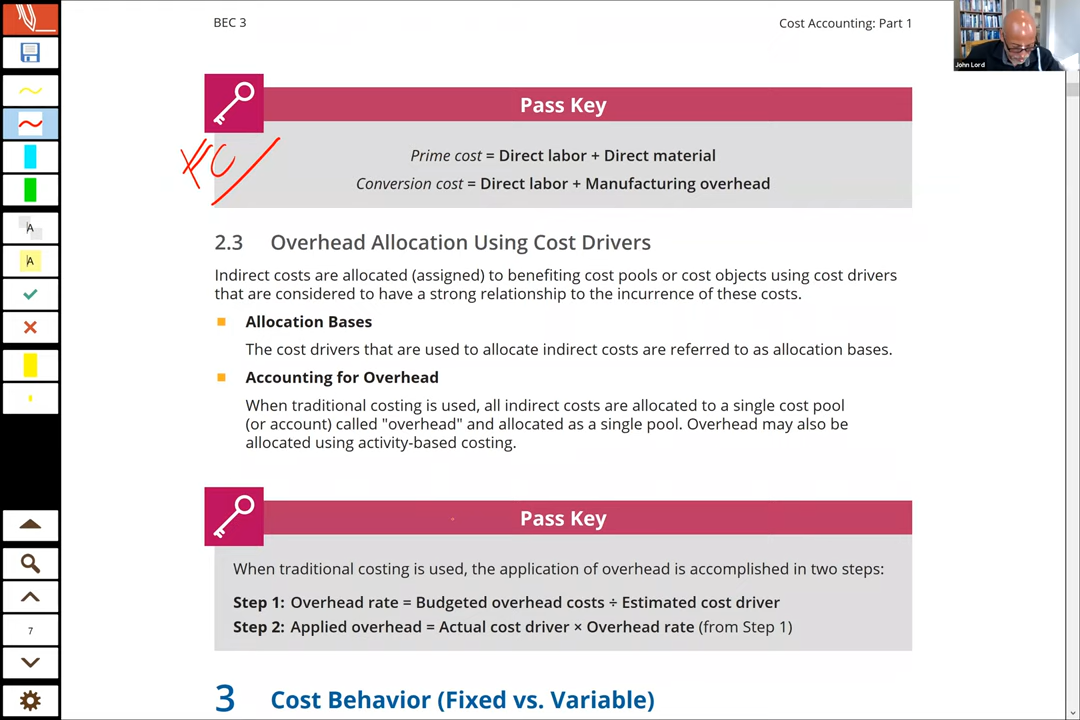 BEC 3
Cost Accounting: Part 1
John Lord
Pass Key
Prime cost = Direct labor + Direct material
Conversion cost = Direct labor + Manufacturing overhead
2.3 Overhead Allocation Using Cost Drivers
Indirect costs are allocated (assigned) to benefiting cost pools or cost objects using cost drivers
that are considered to have a strong relationship to the incurrence of these costs.
Allocation Bases
The cost drivers that are used to allocate indirect costs are referred to as allocation bases.
Accounting for Overhead
When traditional costing is used, all indirect costs are allocated to a single cost pool
(or account) called "overhead" and allocated as a single pool. Overhead may also be
allocated using activity-based costing.
Pass Key
When traditional costing is used, the application of overhead is accomplished in two steps:
Step 1: Overhead rate = Budgeted overhead costs ÷ Estimated cost driver
Step 2: Applied overhead = Actual cost driver × Overhead rate (from Step 1)
3 Cost Behavior (Fixed vs. Variable)
A
A
7